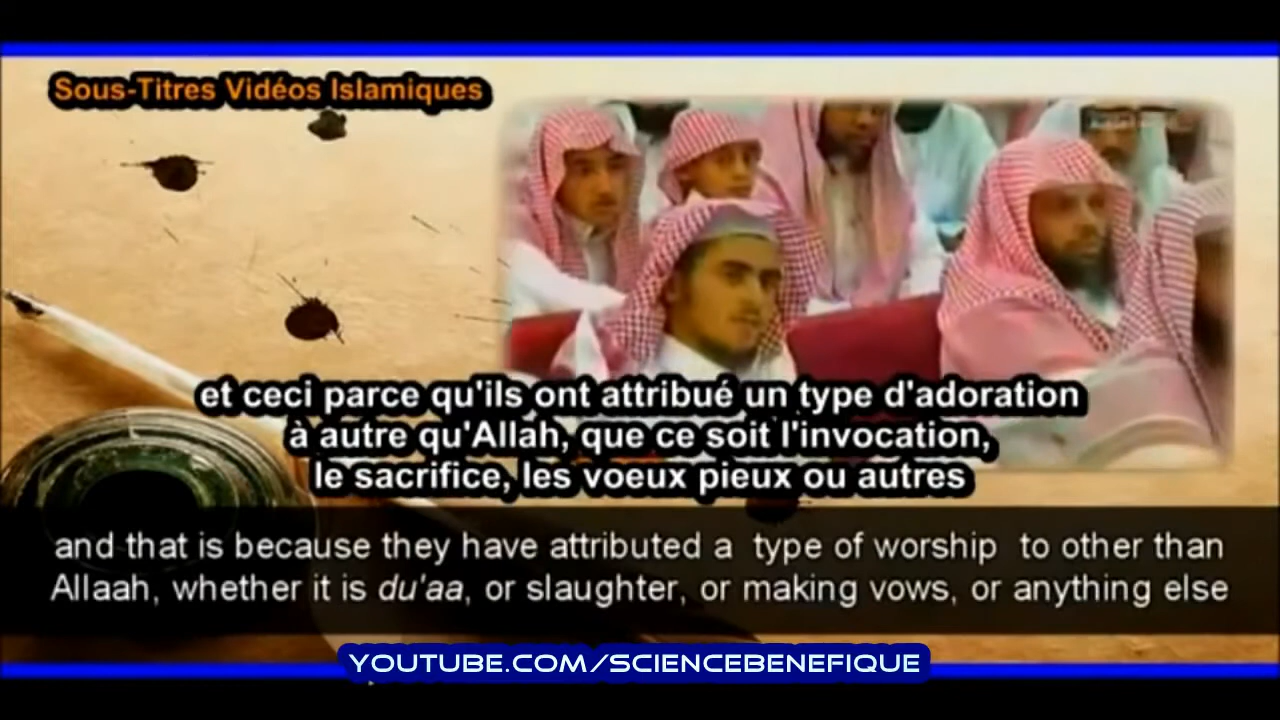 Sous-Titres Vidéos Islamiques
et ceci parce qu'ils ont attribué un type d'adoration
à autre qu'Allah, que ce soit l'invocation,
le sacrifice, les voeux pieux ou autres
and that is because they have attributed a type of worship to other than
Allaah, whether it is du'aa, or slaughter, or making vows, or anything else
YOUTUBE.COM/SCIENCEBENEFIQUE